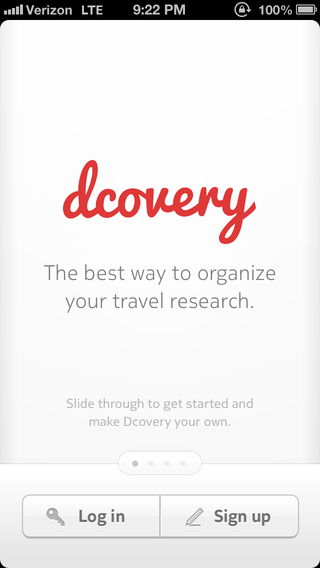 Verizon LTE 9:22 PM 100%
dcovery
The best way to organize
your travel research.
Slide through to get started and
make Dcovery your own.
Log in Sign up